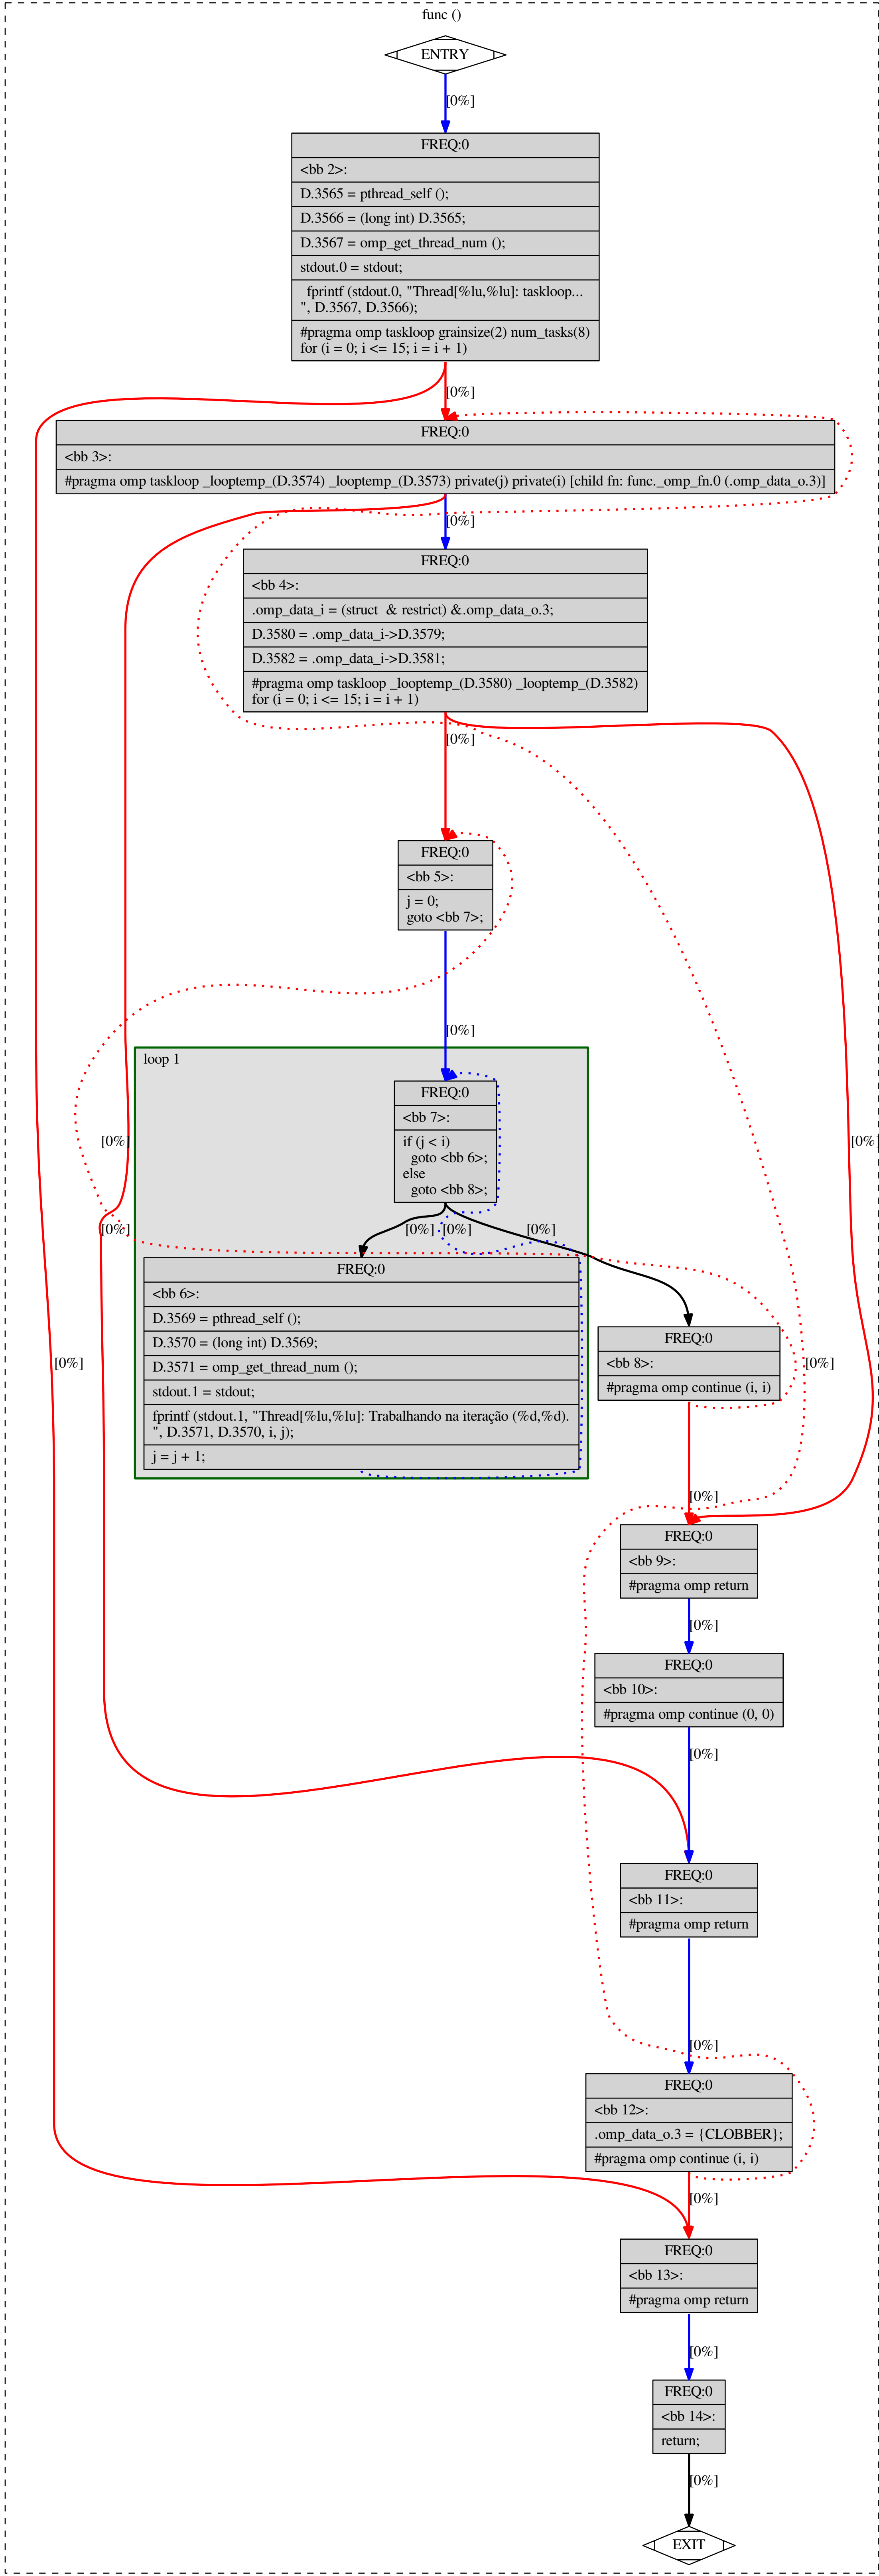 func ()
ENTRY
[0%]
FREQ:0
<bb 2>:
D.3565 = pthread_self ();
D.3566 = (long int) D.3565;
D.3567 = omp_get_thread_num ();
stdout.0 = stdout;
fprintf (stdout.0, "Thread[%lu,%lu]: taskloop...
", D.3567, D.3566);
#pragma omp taskloop grainsize(2) num_tasks(8)
for (i = 0; i <= 15; i = i + 1)
[0%]
FREQ:0
<bb 3>:
#pragma omp taskloop _looptemp_(D.3574) _looptemp_(D.3573) private(j) private(i) [child fn: func._omp_fn.0 (.omp_data_o.3)]
[0%]
FREQ:0
<bb 4>:
.omp_data_i = (struct  & restrict) &.omp_data_o.3;
D.3580 = .omp_data_i->D.3579;
D.3582 = .omp_data_i->D.3581;
#pragma omp taskloop _looptemp_(D.3580) _looptemp_(D.3582)
for (i = 0; i <= 15; i = i + 1)
[0%]
FREQ:0
<bb 5>:
j = 0;
goto <bb 7>;
[0%]
loop 1
FREQ:0
<bb 7>:
if (j < i)
goto <bb 6>;
else
goto <bb 8>;
[0%]
[0%]
[0%]
[0%]
[0%]
[0%]
FREQ:0
<bb 6>:
D.3569 = pthread_self ();
D.3570 = (long int) D.3569;
D.3571 = omp_get_thread_num ();
stdout.1 = stdout;
fprintf (stdout.1, "Thread[%lu,%lu]: Trabalhando na iteração (%d,%d).
", D.3571, D.3570, i, j);
j = j + 1;
FREQ:0
<bb 8>:
#pragma omp continue (i, i)
[0%]
[0%]
[0%]
FREQ:0
<bb 9>:
#pragma omp return
[0%]
FREQ:0
<bb 10>:
#pragma omp continue (0, 0)
[0%]
FREQ:0
<bb 11>:
#pragma omp return
[0%]
FREQ:0
<bb 12>:
.omp_data_o.3 = {CLOBBER};
#pragma omp continue (i, i)
[0%]
FREQ:0
<bb 13>:
#pragma omp return
[0%]
FREQ:0
<bb 14>:
return;
[0%]
EXIT